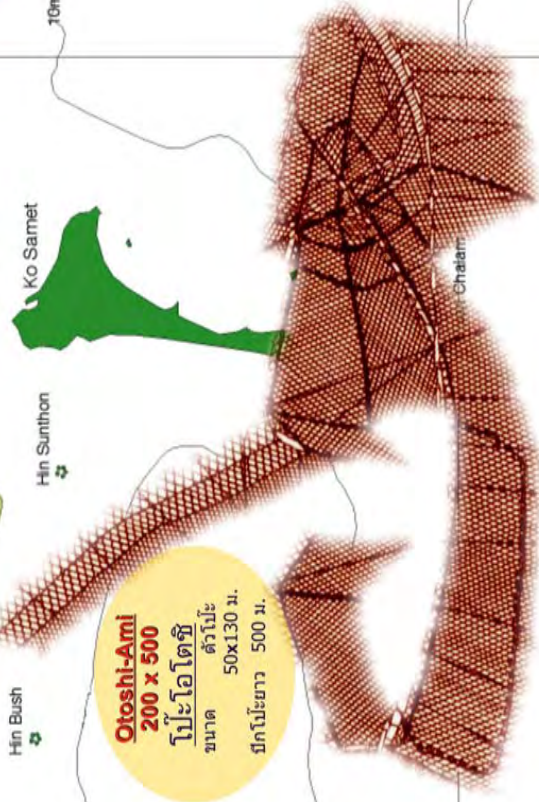 10m
Ko Samet
Hin Sunthon
Chalam
Hin Bush
Otoshi-Ami
200 x 500
โป๊ะโอโตชิ
ขนาด ตัวโป๊ะ
50x130 ม.
ปีกโป๊ะยาว 500 ม.